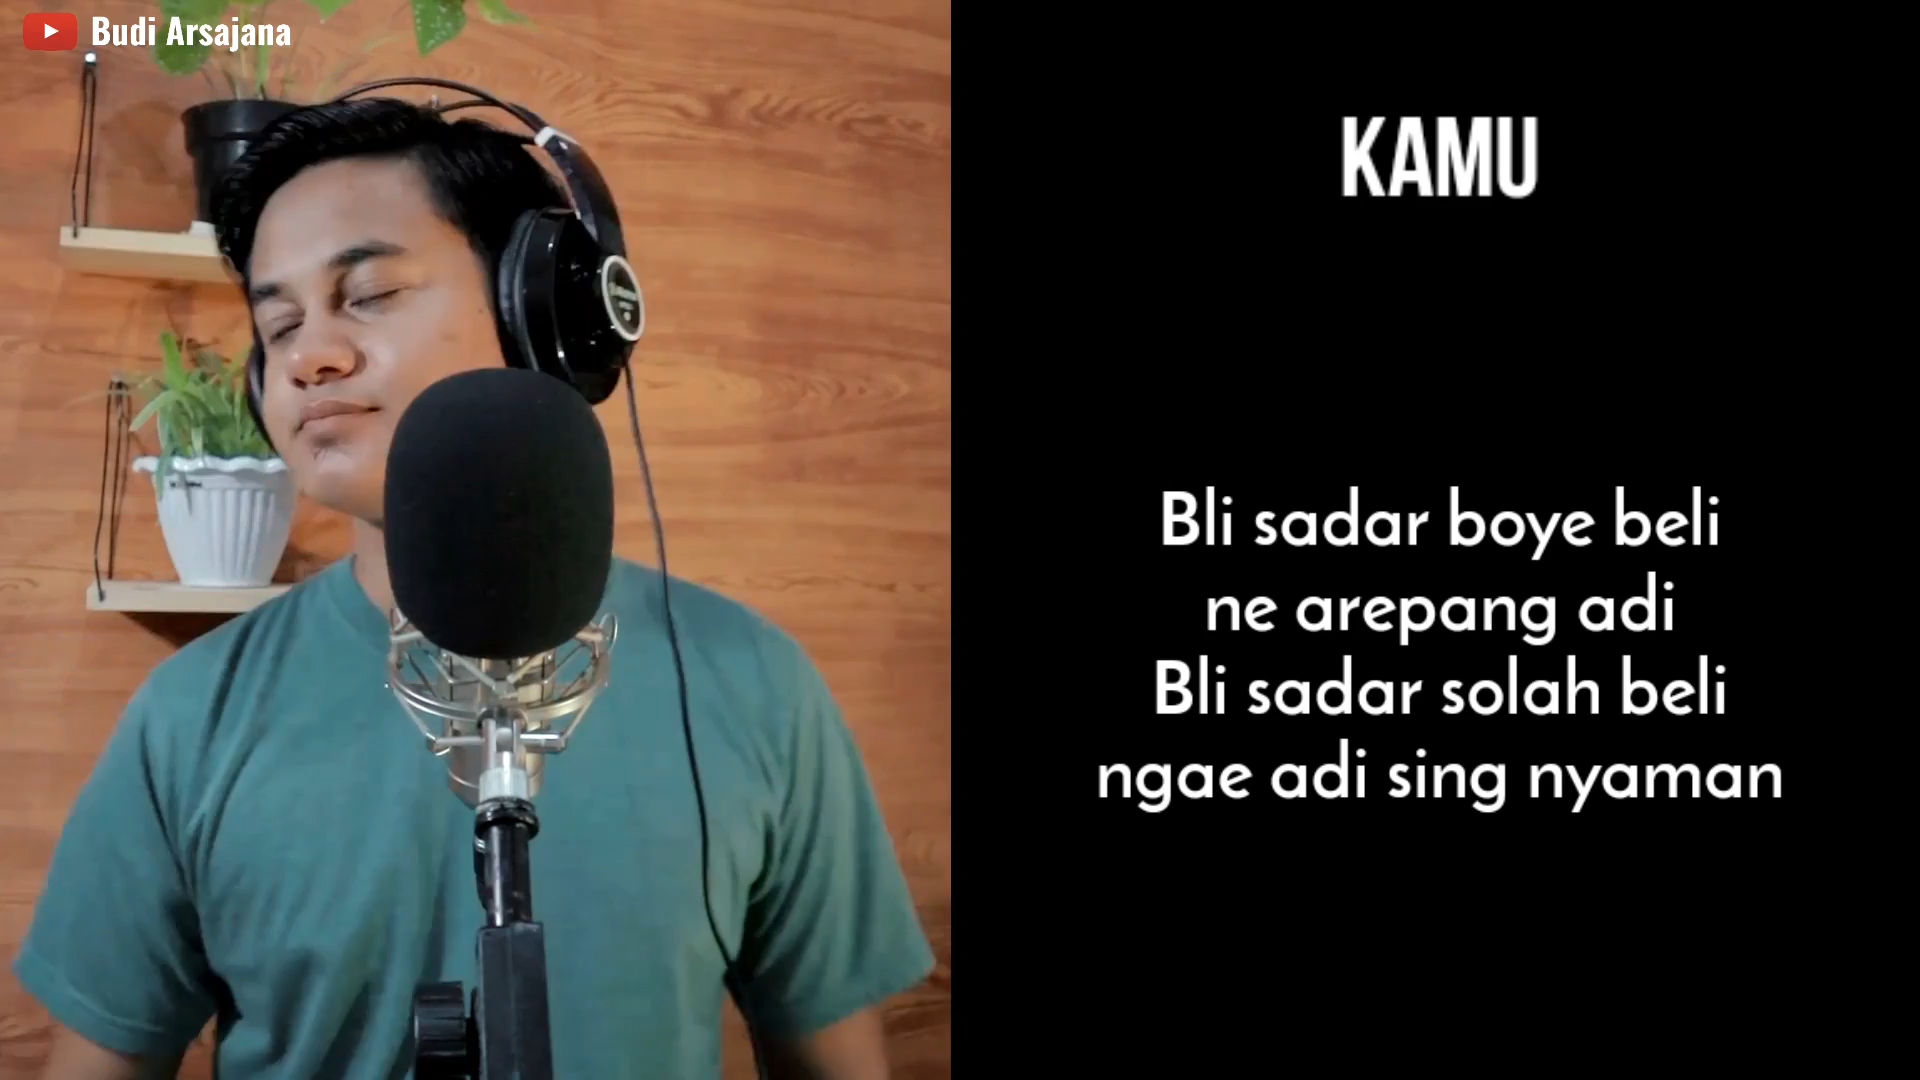 Budi Arsajana
KAMU
Bli sadar boye beli
ne arepang adi
Bli sadar solah beli
ngae adi sing nyaman